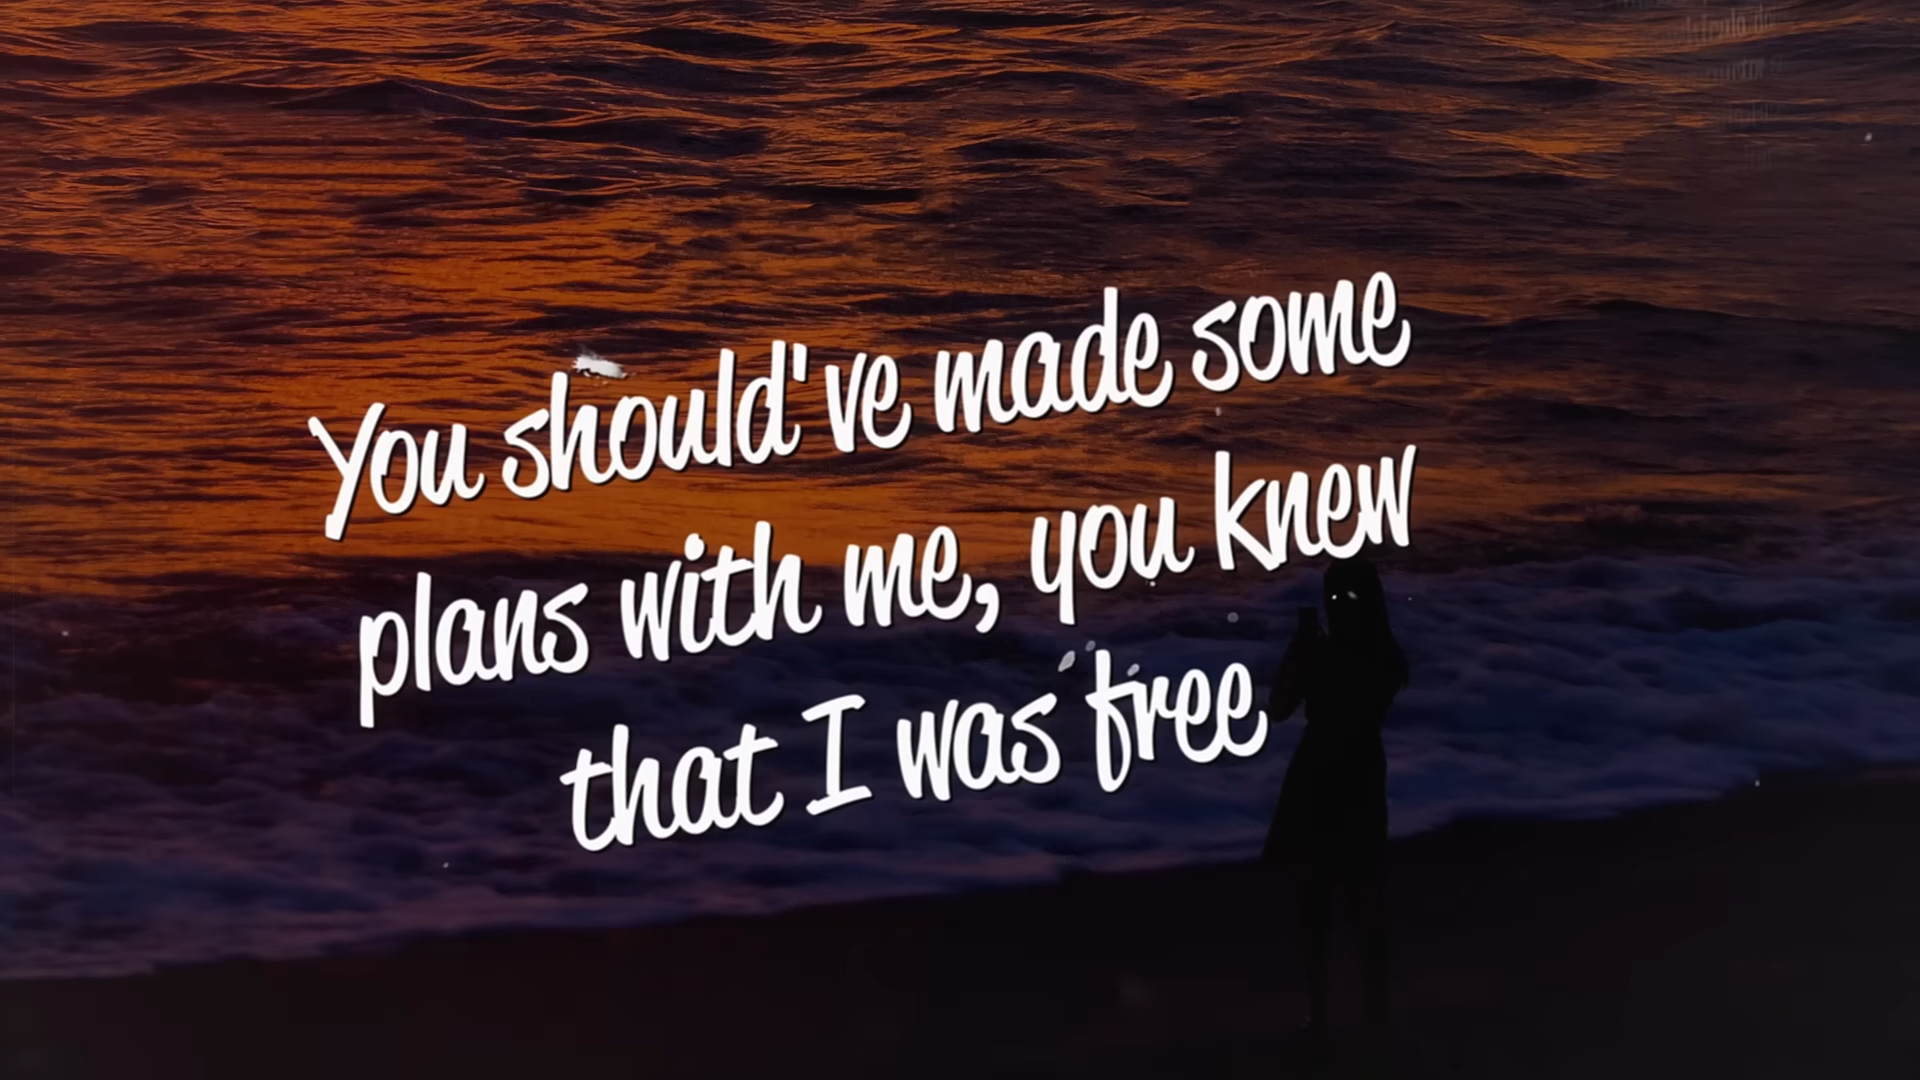 You should've made some
plans with me, you knew
that I was free